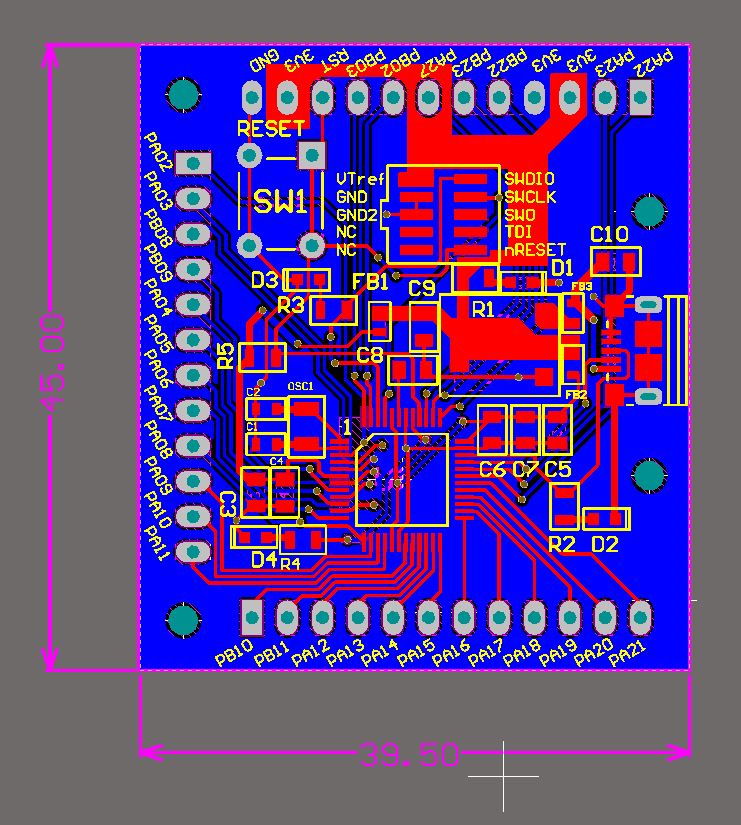 GND
3V3
RST
PB03
PB02
PA27
PB23
PB22
3V3
3V3
PA23
PA22
RESET
PA02
PA03
PB08
PB09
PA04
PA05
PA06
PA07
PA08
PA09
PA10
PA11
SW1
VTref
GND
GND2
NC
NC
SWDIO
SWCLK
SWO
TDI
nRESET
C10
D3
FB1
D1
FB3
R3
C9
R1
R5
C8
FB2
C2
OSC1
C1
1
C4
C6
C7
C5
C3
D4
R4
R2
D2
PB10
PB11
PA12
PA13
PA14
PA15
PA16
PA17
PA18
PA19
PA20
PA21
45.00
39.50